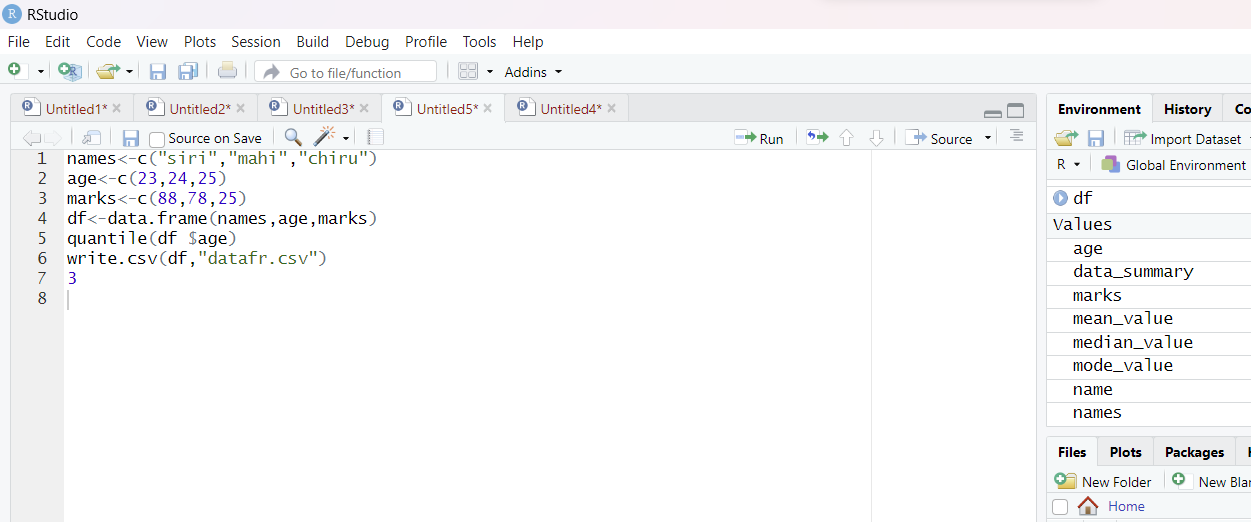 RStudio
File Edit Code View Plots Session Build Debug Profile Tools Help
Go to file/function Addins
Untitled1* Untitled2* Untitled3* Untitled5* Untitled4*
Source on Save Run Source
1 names<-c("siri","mahi","chiru")
2 age<-c(23,24,25)
3 marks<-c(88,78,25)
4 df<-data.frame(names,age,marks)
5 quantile(df $age)
6 write.csv(df,"datafr.csv")
7 3
8
Environment History
Import Dataset
R Global Environment
df
Values
age
data_summary
marks
mean_value
median_value
mode_value
name
names
Files Plots Packages
New Folder New
Home